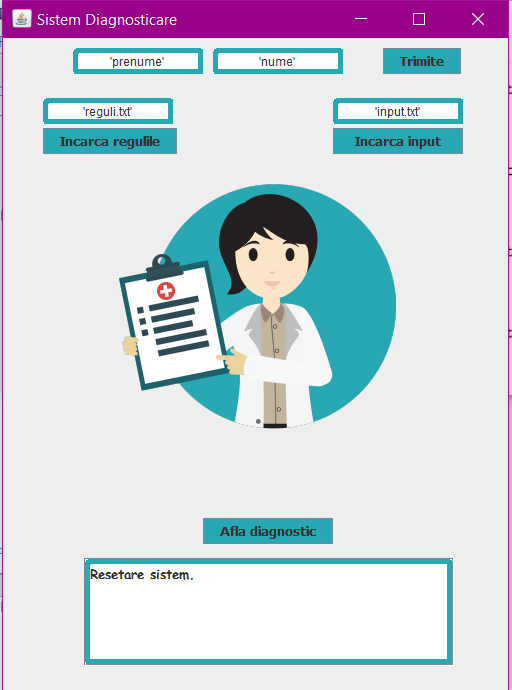 Sistem Diagnosticare
'prenume' 'nume' Trimite
'reguli.txt' 'input.txt'
Incarca regulile Incarca input
Afla diagnostic
Resetare sistem.